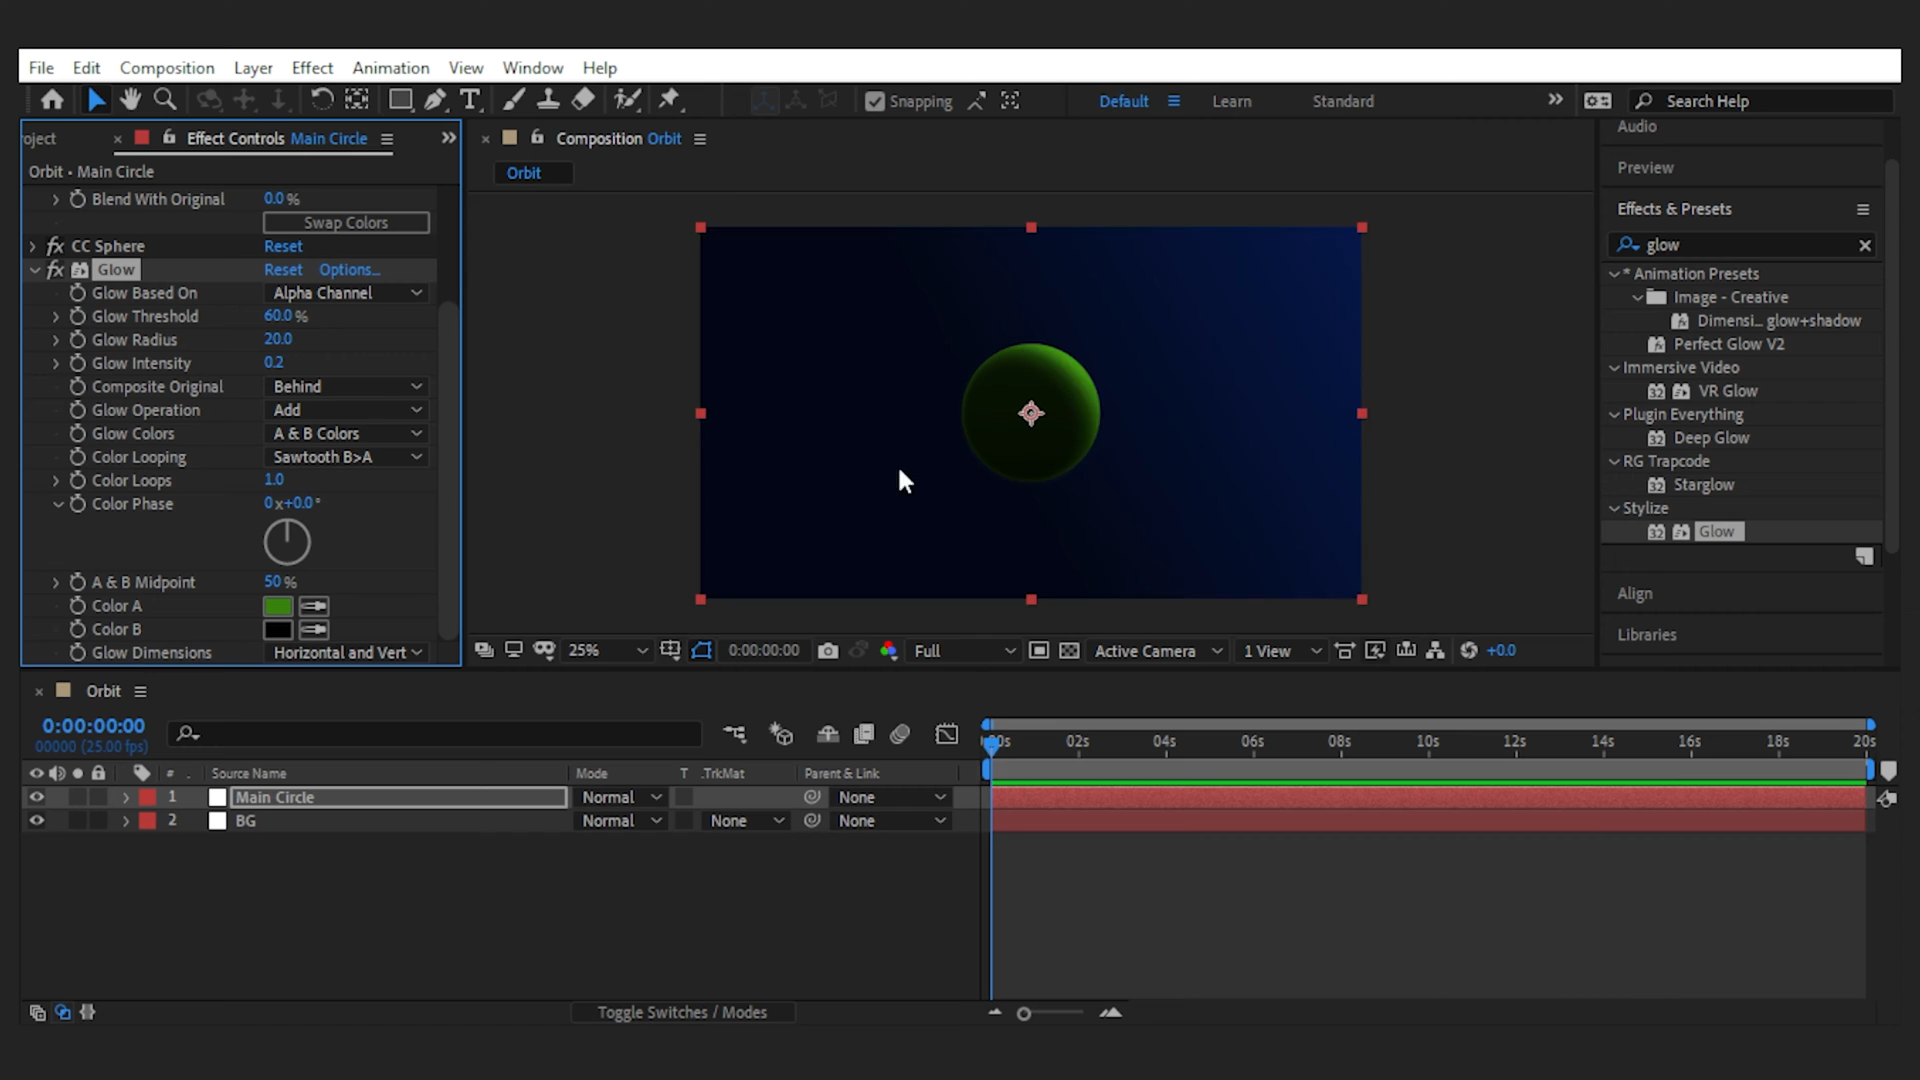 File Edit Composition Layer Effect Animation View Window Help
Snapping Default Learn Standard Search Help
oject Effect Controls Main Circle
Orbit • Main Circle
Blend With Original 0.0 %
Swap Colors
CC Sphere Reset
Glow Reset Options...
Glow Based On Alpha Channel
Glow Threshold 60.0 %
Glow Radius 20.0
Glow Intensity 0.2
Composite Original Behind
Glow Operation Add
Glow Colors A & B Colors
Color Looping Sawtooth B>A
Color Loops 1.0
Color Phase 0x+0.0°
A & B Midpoint 50 %
Color A
Color B
Glow Dimensions Horizontal and Vert
Composition Orbit
Orbit
25% 0:00:00:00 Full Active Camera 1 View +0.0
Audio
Preview
Effects & Presets
glow
* Animation Presets
Image - Creative
Dimensi... glow+shadow
Perfect Glow V2
Immersive Video
32 VR Glow
Plugin Everything
32 Deep Glow
RG Trapcode
32 Starglow
Stylize
32 Glow
Align
Libraries
Orbit
0:00:00:00
00000 (25.00 fps)
00s 02s 04s 06s 08s 10s 12s 14s 16s 18s 20s
# . Source Name Mode T .TrkMat Parent & Link
1 Main Circle Normal None
2 BG Normal None None
Toggle Switches / Modes